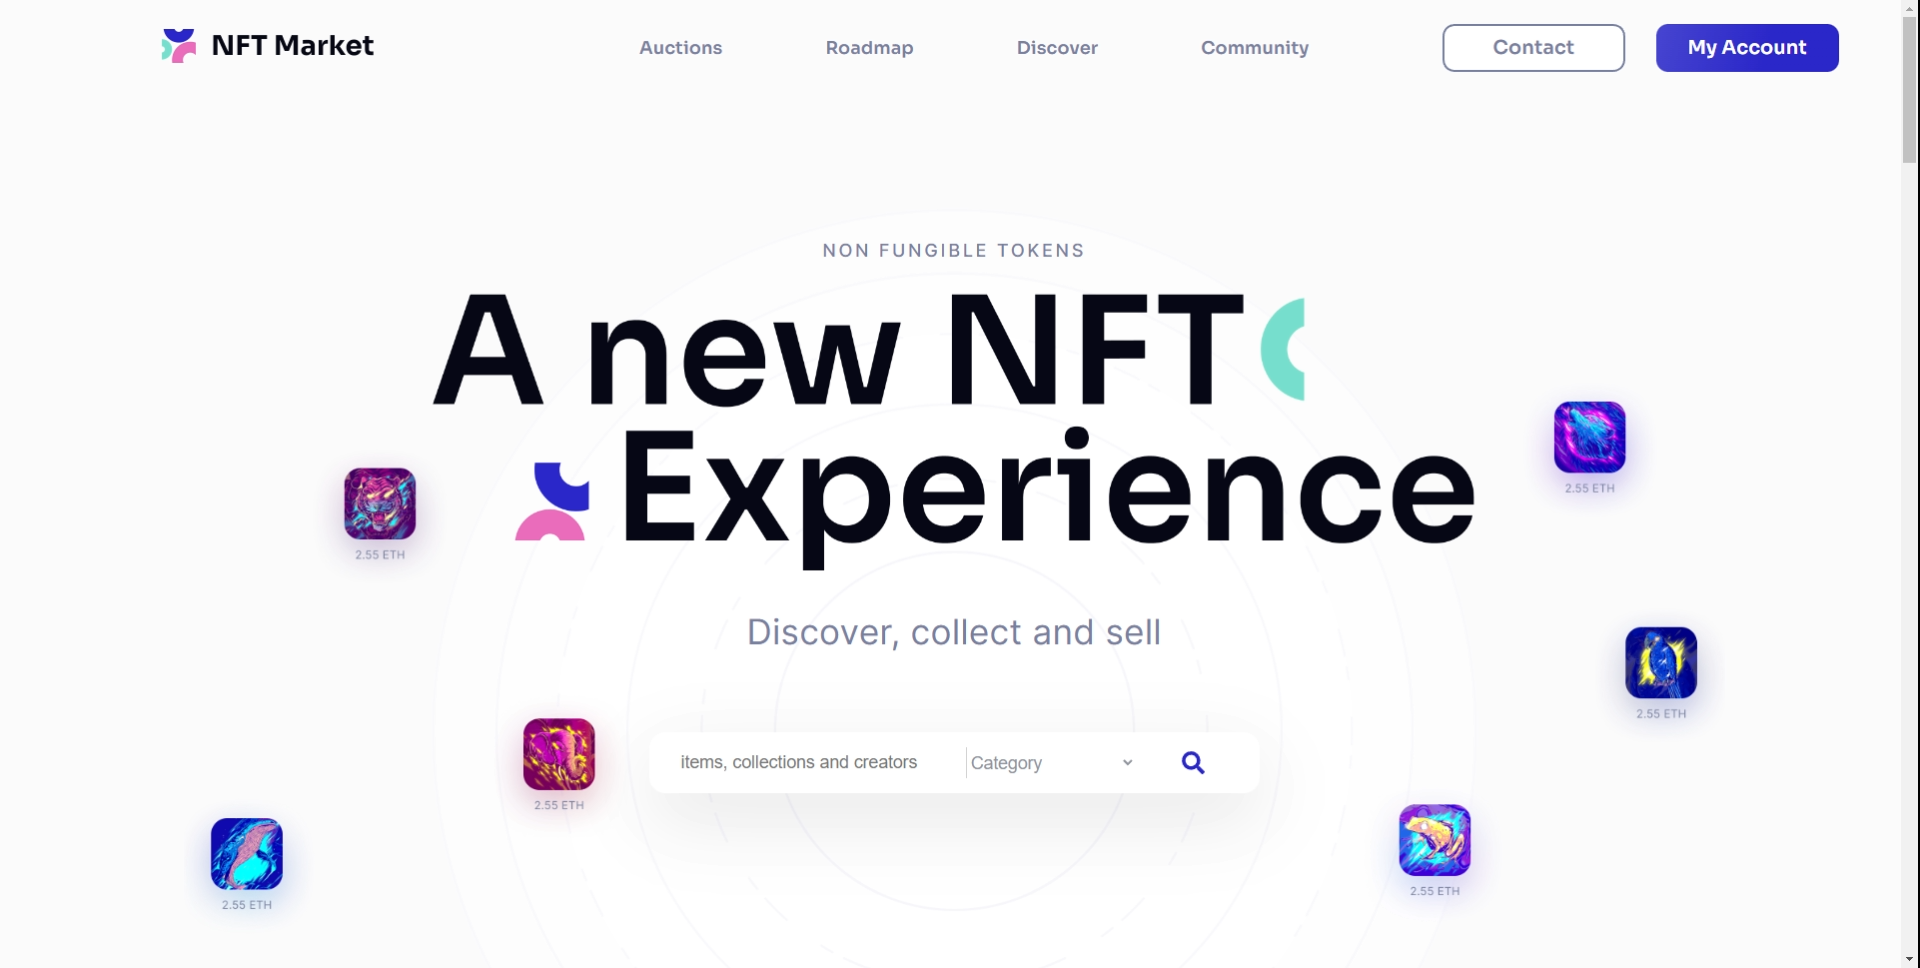 NFT Market
Auctions
Roadmap
Discover
Community
Contact
My Account
NON FUNGIBLE TOKENS
A new NFT
Experience
2.55 ETH
2.55 ETH
Discover, collect and sell
2.55 ETH
items, collections and creators
Category
2.55 ETH
2.55 ETH
2.55 ETH